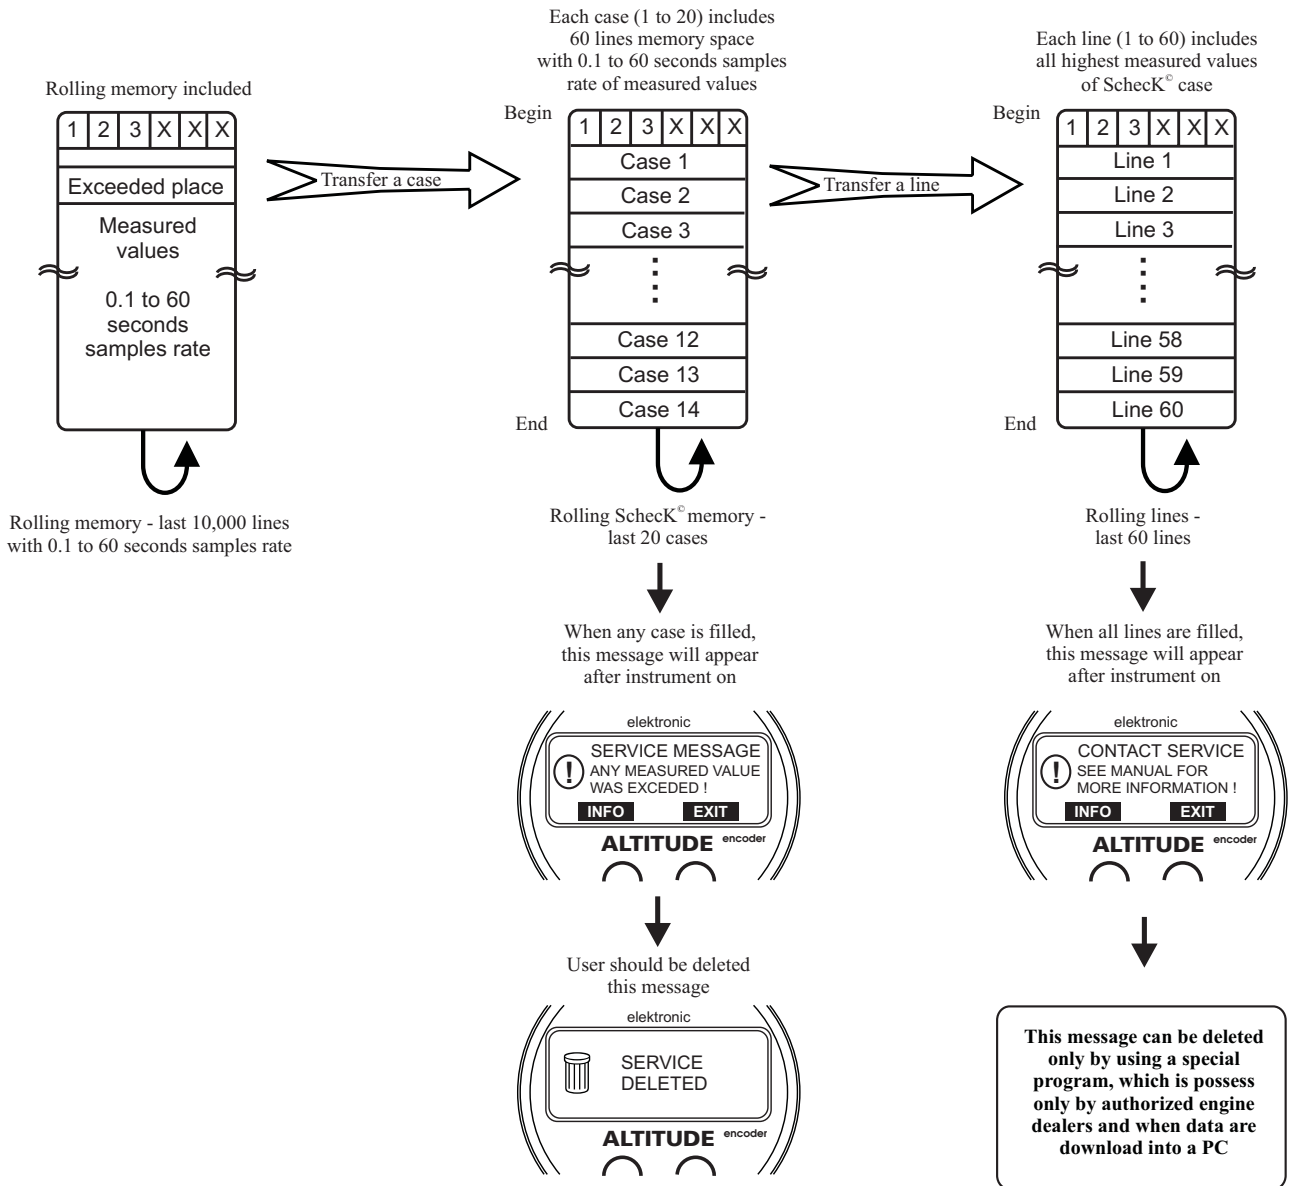 Rolling memory included
1 2 3 X X X
Exceeded place
Measured
values
0.1 to 60
seconds
samples rate
Rolling memory - last 10,000 lines
with 0.1 to 60 seconds samples rate
Transfer a case
Each case (1 to 20) includes
60 lines memory space
with 0.1 to 60 seconds samples
rate of measured values
Begin
1 2 3 X X X
Case 1
Case 2
Case 3
Case 12
Case 13
Case 14
End
Rolling SchecK© memory -
last 20 cases
When any case is filled,
this message will appear
after instrument on
elektronic
! SERVICE MESSAGE
ANY MEASURED VALUE
WAS EXCEDED !
INFO EXIT
ALTITUDE encoder
User should be deleted
this message
elektronic
SERVICE
DELETED
ALTITUDE encoder
Transfer a line
Each line (1 to 60) includes
all highest measured values
of SchecK© case
Begin
1 2 3 X X X
Line 1
Line 2
Line 3
Line 58
Line 59
Line 60
End
Rolling lines -
last 60 lines
When all lines are filled,
this message will appear
after instrument on
elektronic
! CONTACT SERVICE
SEE MANUAL FOR
MORE INFORMATION !
INFO EXIT
ALTITUDE encoder
This message can be deleted
only by using a special
program, which is possess
only by authorized engine
dealers and when data are
download into a PC